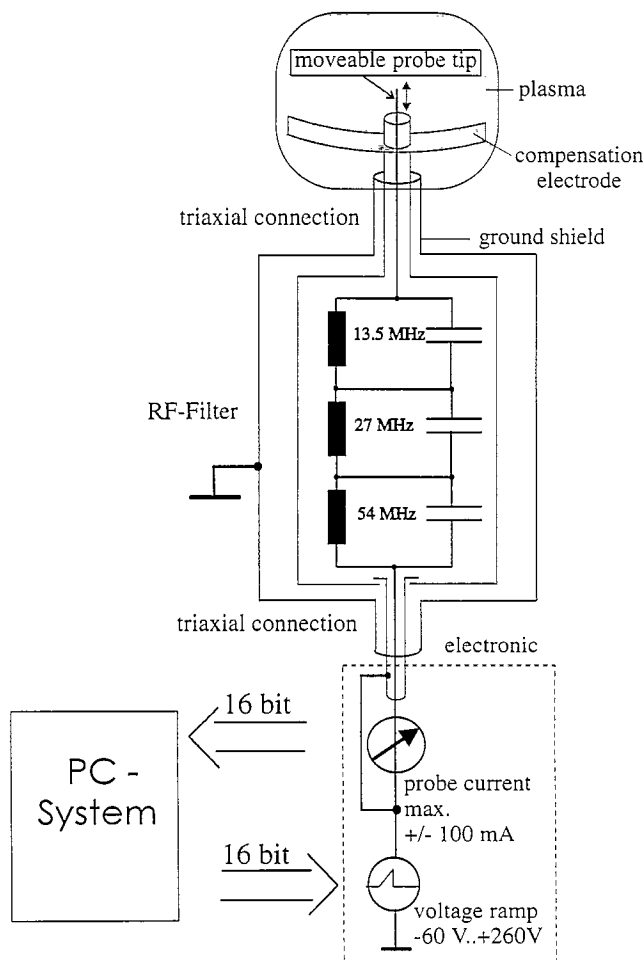 moveable probe tip
plasma
compensation
electrode
triaxial connection
ground shield
13.5 MHz
RF-Filter
27 MHz
54 MHz
triaxial connection
electronic
16 bit
PC -
System
probe current
max.
+/- 100 mA
16 bit
voltage ramp
-60 V..+260V